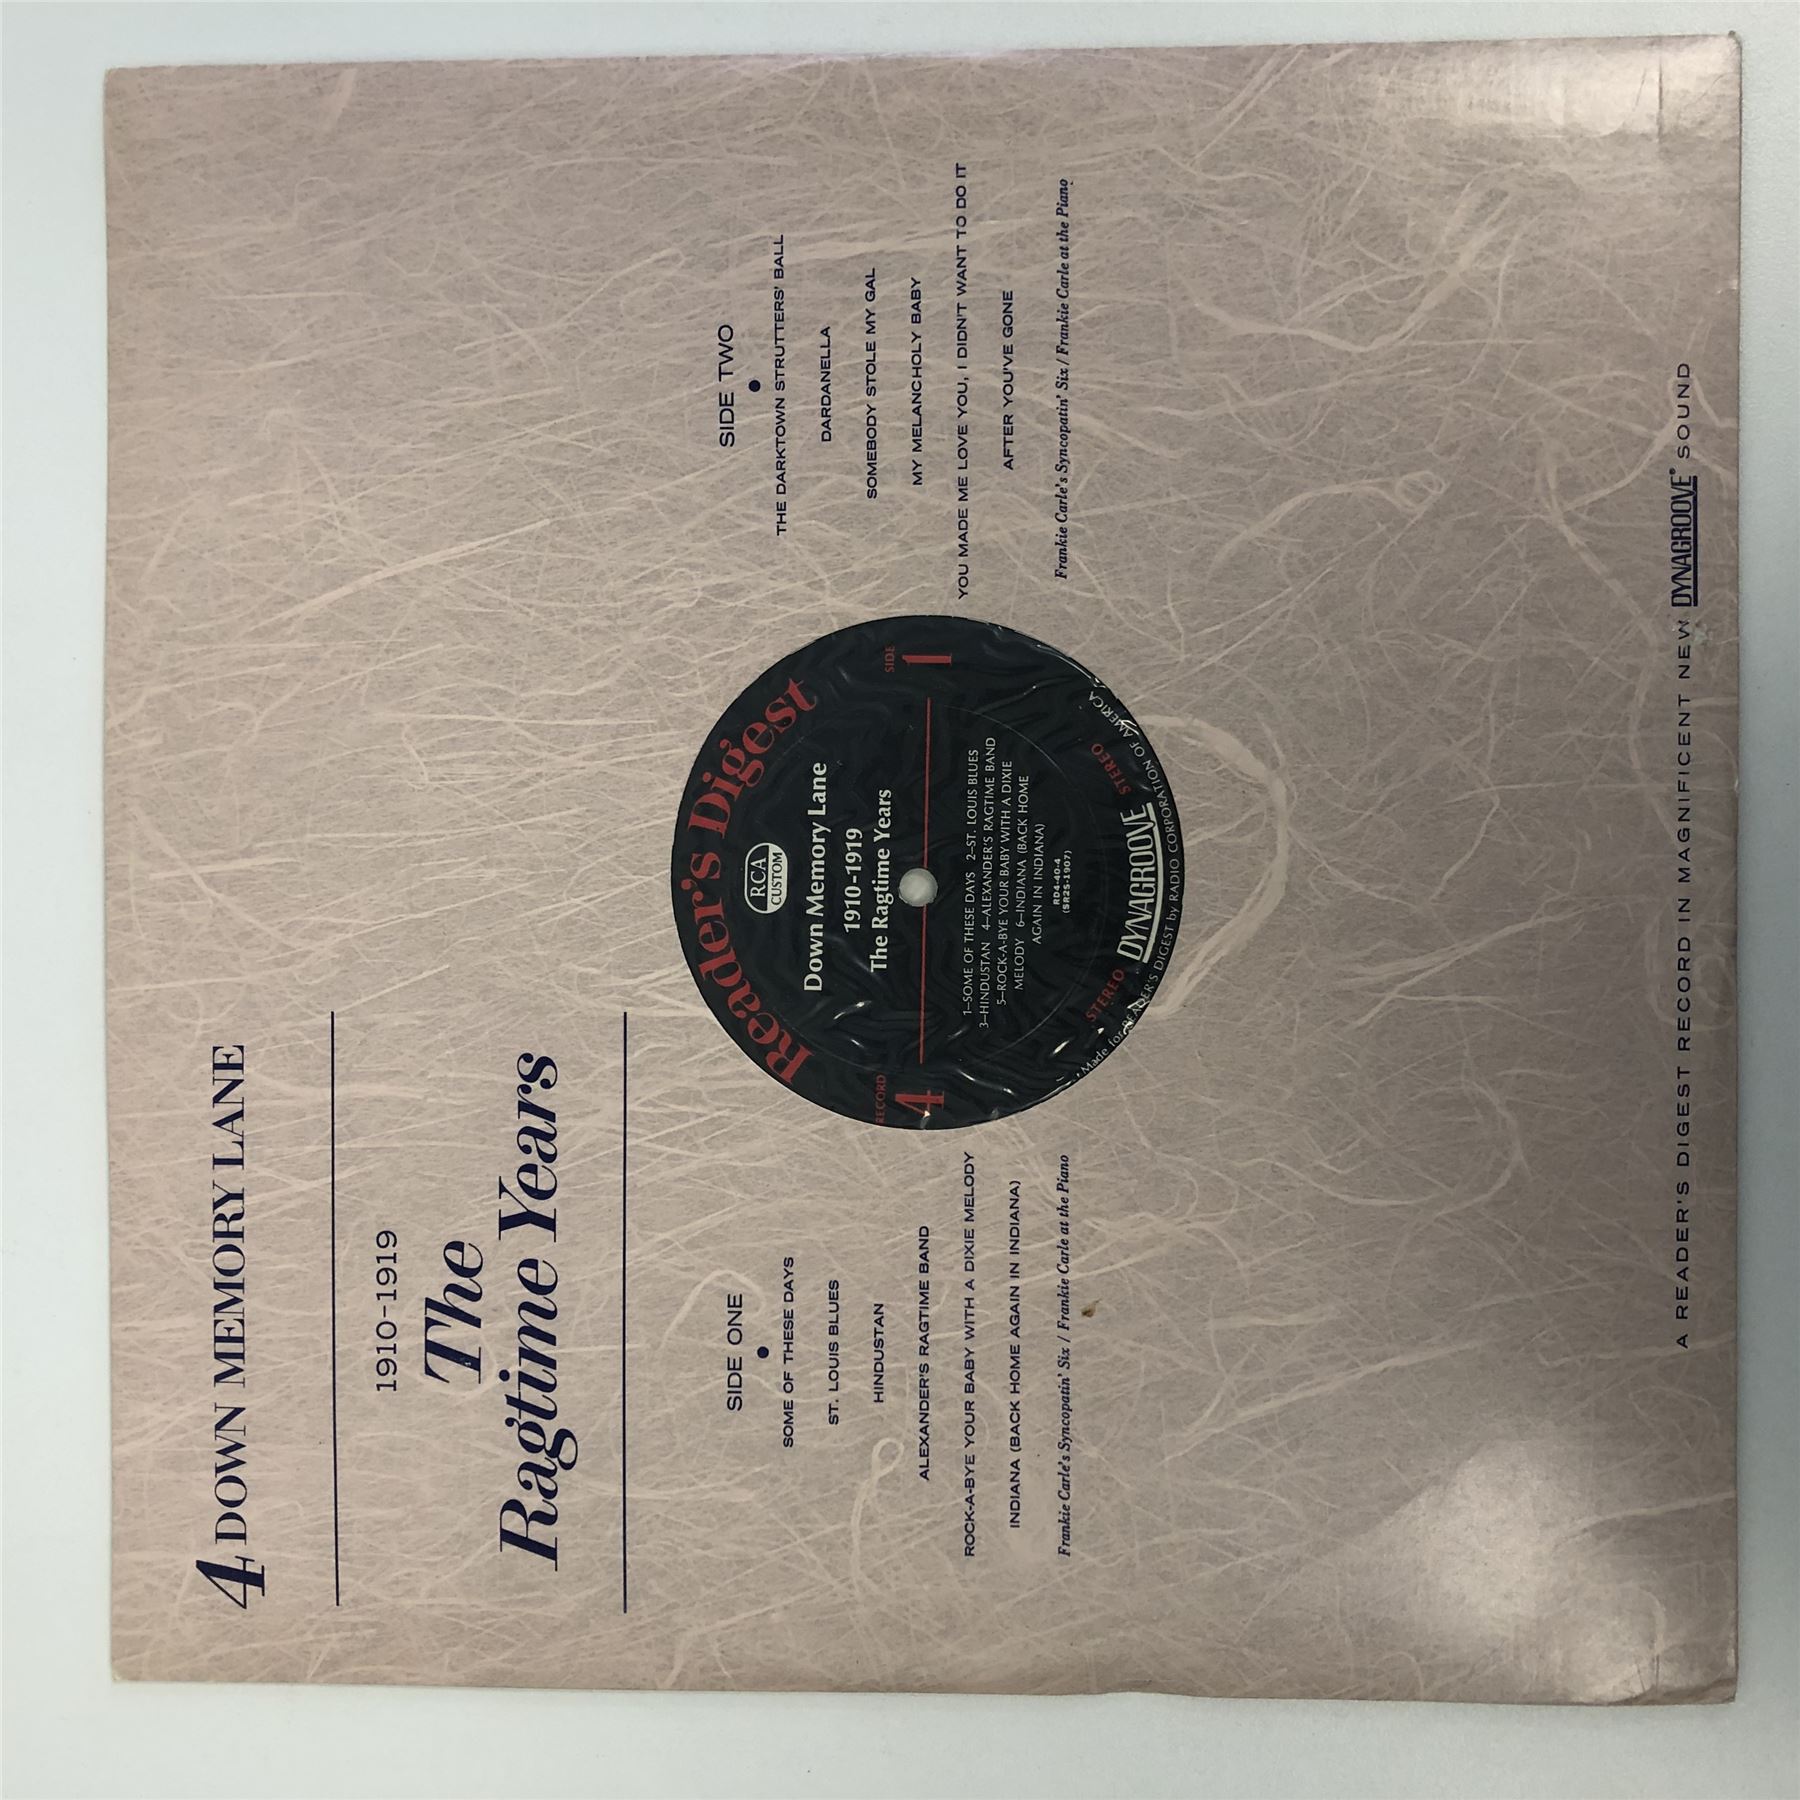 4 DOWN MEMORY LANE
1910-1919
The
Ragtime Years
SIDE ONE
•
SOME OF THESE DAYS
ST. LOUIS BLUES
HINDUSTAN
ALEXANDER'S RAGTIME BAND
ROCK-A-BYE YOUR BABY WITH A DIXIE MELODY
INDIANA (BACK HOME AGAIN IN INDIANA)
Frankie Carle's Syncopatin' Six / Frankie Carle at the Piano
SIDE TWO
•
THE DARKTOWN STRUTTERS' BALL
DARDANELLA
SOMEBODY STOLE MY GAL
MY MELANCHOLY BABY
YOU MADE ME LOVE YOU, I DIDN'T WANT TO DO IT
AFTER YOU'VE GONE
Frankie Carle's Syncopatin' Six / Frankie Carle at the Piano
Reader's Digest
RCA
CUSTOM
Down Memory Lane
1910-1919
The Ragtime Years
RECORD
4
SIDE
1
1—SOME OF THESE DAYS 2—ST. LOUIS BLUES
3—HINDUSTAN 4—ALEXANDER'S RAGTIME BAND
5—ROCK-A-BYE YOUR BABY WITH A DIXIE
MELODY 6—INDIANA (BACK HOME
AGAIN IN INDIANA)
RD4-40-4
(SR2S-1907)
STEREO DYNAGROOVE STEREO
Made for READER'S DIGEST by RADIO CORPORATION OF AMERICA
A READER'S DIGEST RECORD IN MAGNIFICENT NEW DYNAGROOVE® SOUND